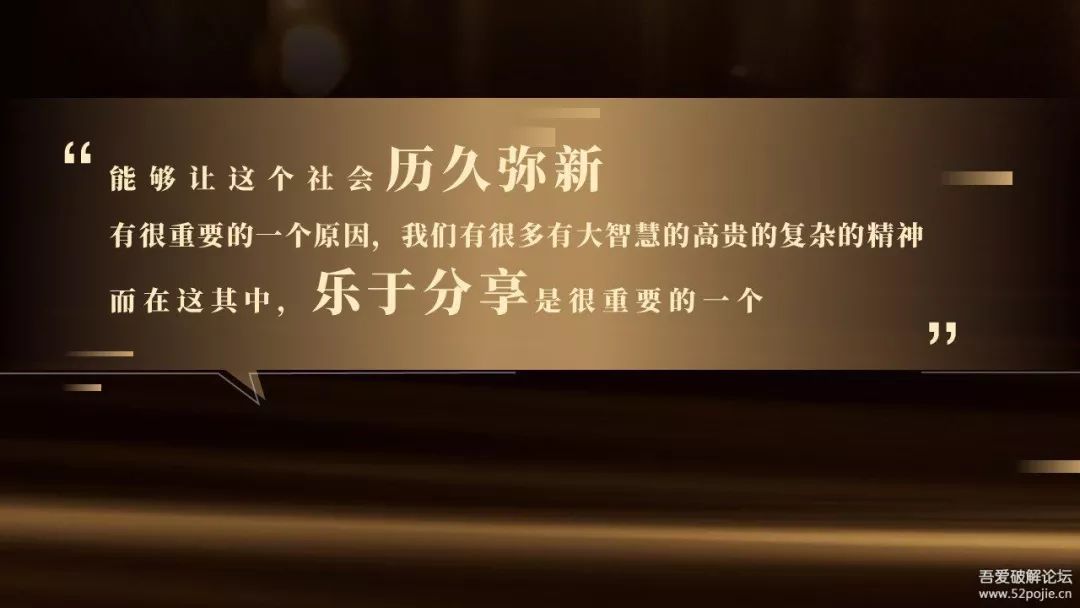 “能够让这个社会历久弥新
有很重要的一个原因，我们有很多有大智慧的高贵的复杂的精神
而在这其中，乐于分享是很重要的一个”
吾爱破解论坛
www.52pojie.cn